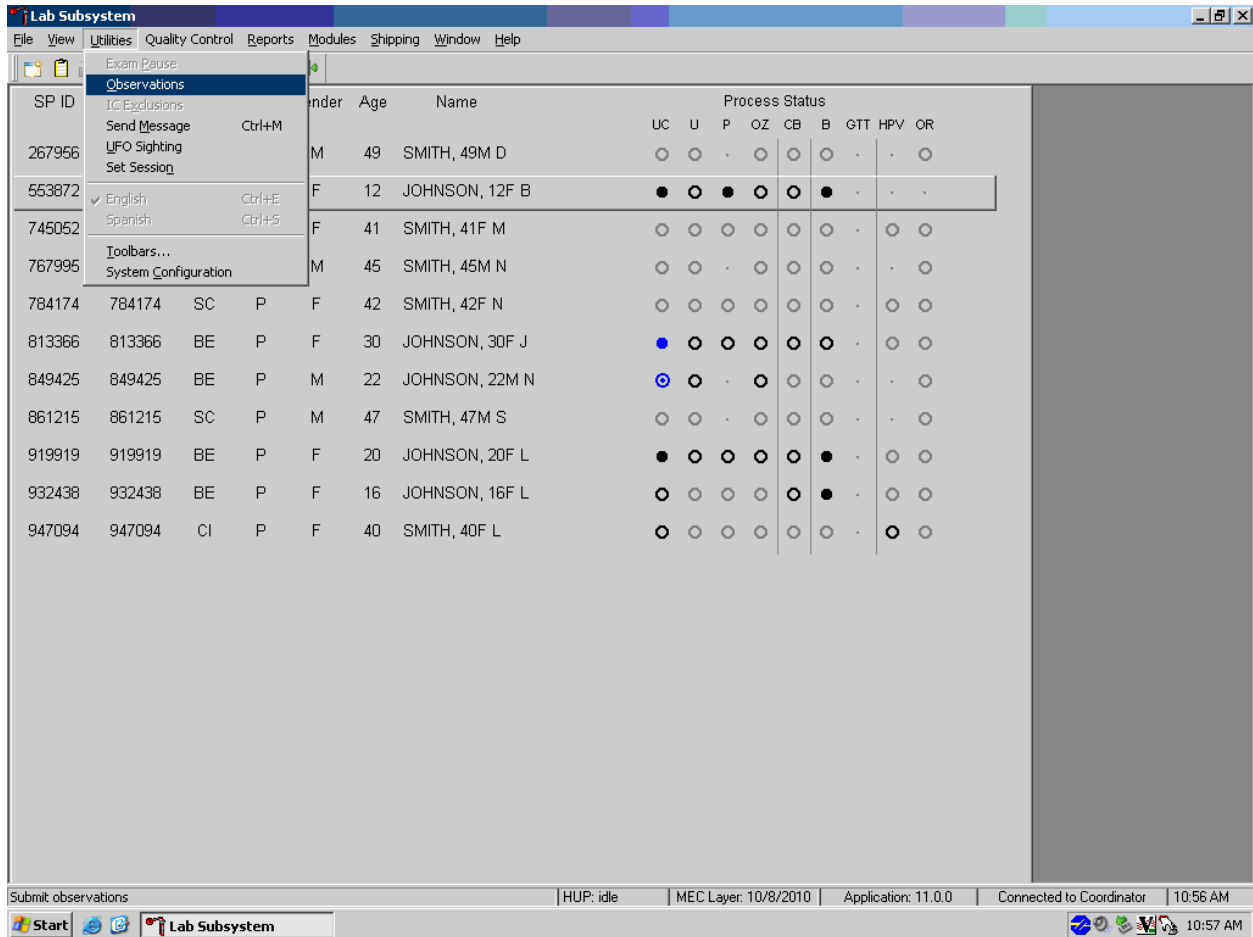 Lab Subsystem
File View Utilities Quality Control Reports Modules Shipping Window Help
Exam Pause
Observations
IC Exclusions
Send Message Ctrl+M
UFO Sighting
Set Session
English Ctrl+E
Spanish Ctrl+S
Toolbars...
System Configuration
SP ID Age Name Process Status
UC U P OZ CB B GTT HPV OR
267956 M 49 SMITH, 49M D
553872 F 12 JOHNSON, 12F B
745052 F 41 SMITH, 41F M
767995 M 45 SMITH, 45M N
784174 784174 SC P F 42 SMITH, 42F N
813366 813366 BE P F 30 JOHNSON, 30F J
849425 849425 BE P M 22 JOHNSON, 22M N
861215 861215 SC P M 47 SMITH, 47M S
919919 919919 BE P F 20 JOHNSON, 20F L
932438 932438 BE P F 16 JOHNSON, 16F L
947094 947094 CI P F 40 SMITH, 40F L
Submit observations HUP: idle MEC Layer: 10/8/2010 Application: 11.0.0 Connected to Coordinator 10:56 AM
Start Lab Subsystem 10:57 AM